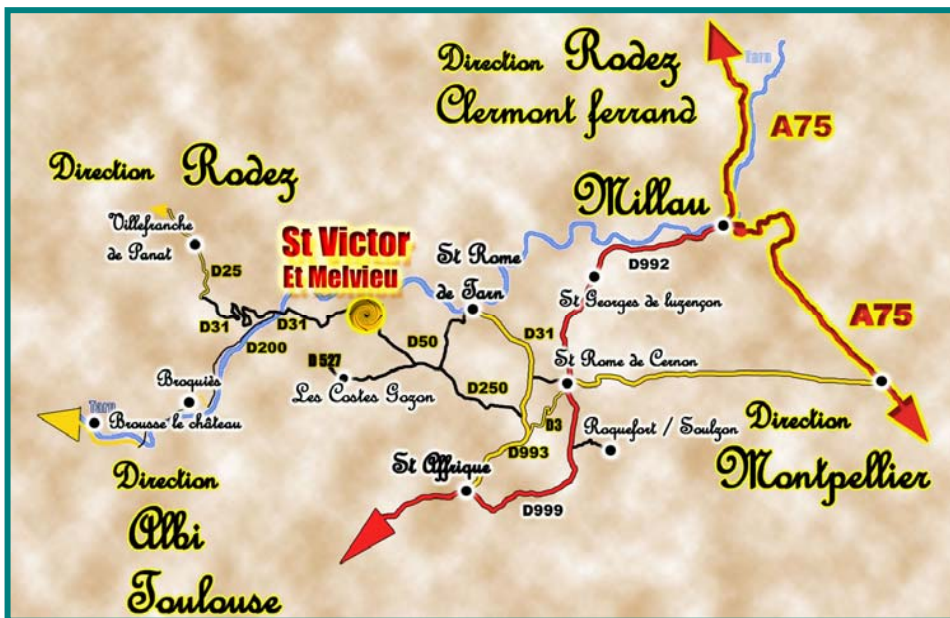 Direction Rodez
Clermont ferrand
Tarn
A75
Direction Rodez
Millau
Villefranche
de Panat
St Victor
Et Melvieu
St Rome
de Tarn
D992
D25
St Georges de luzençon
A75
D31
D31
D50
D31
D200
D527
St Rome de Cernon
Les Costes Gozon
D250
Broquiès
Tarn
Brousse le château
D3
Roquefort / Soulzon
Direction
Montpellier
D993
St Affrique
D999
Direction
Albi
Toulouse